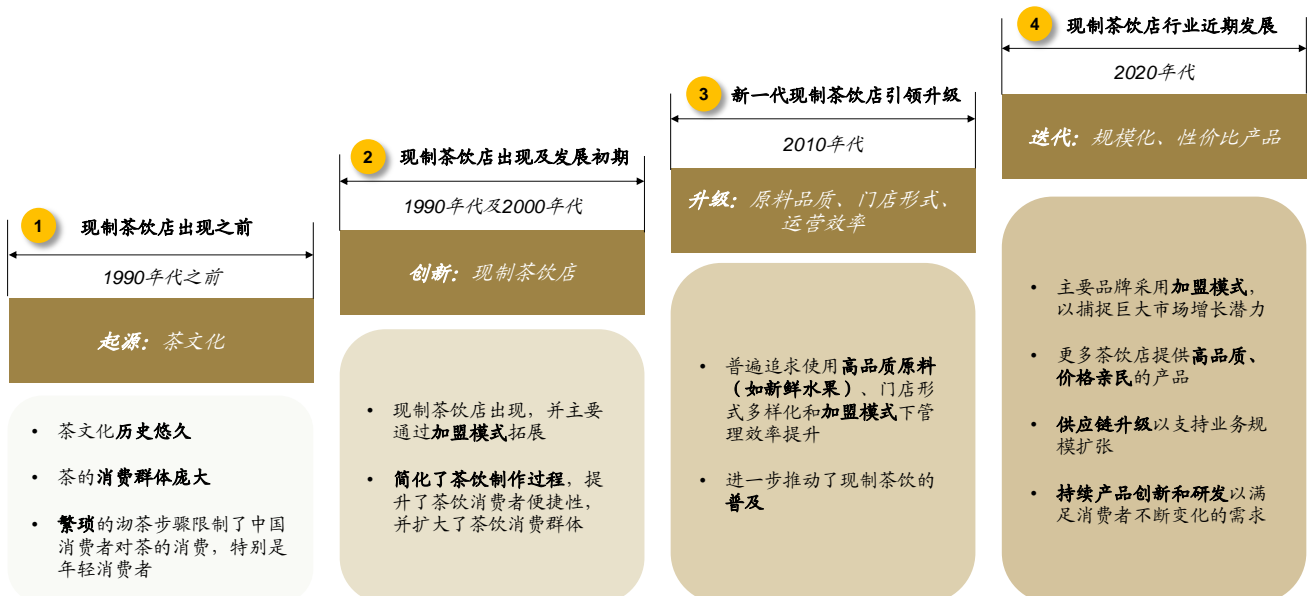 1
现制茶饮店出现之前
1990年代之前
起源：茶文化
• 茶文化历史悠久
• 茶的消费群体庞大
• 繁琐的沏茶步骤限制了中国
消费者对茶的消费，特别是
年轻消费者
2
现制茶饮店出现及发展初期
1990年代及2000年代
创新：现制茶饮店
• 现制茶饮店出现，并主要
通过加盟模式拓展
• 简化了茶饮制作过程，提
升了茶饮消费者便捷性，
并扩大了茶饮消费群体
3
新一代现制茶饮店引领升级
2010年代
升级：原料品质、门店形式、
运营效率
• 普遍追求使用高品质原料
（如新鲜水果）、门店形
式多样化和加盟模式下管
理效率提升
• 进一步推动了现制茶饮的
普及
4
现制茶饮店行业近期发展
2020年代
迭代：规模化、性价比产品
• 主要品牌采用加盟模式，
以捕捉巨大市场增长潜力
• 更多茶饮店提供高品质、
价格亲民的产品
• 供应链升级以支持业务规
模扩张
• 持续产品创新和研发以满
足消费者不断变化的需求